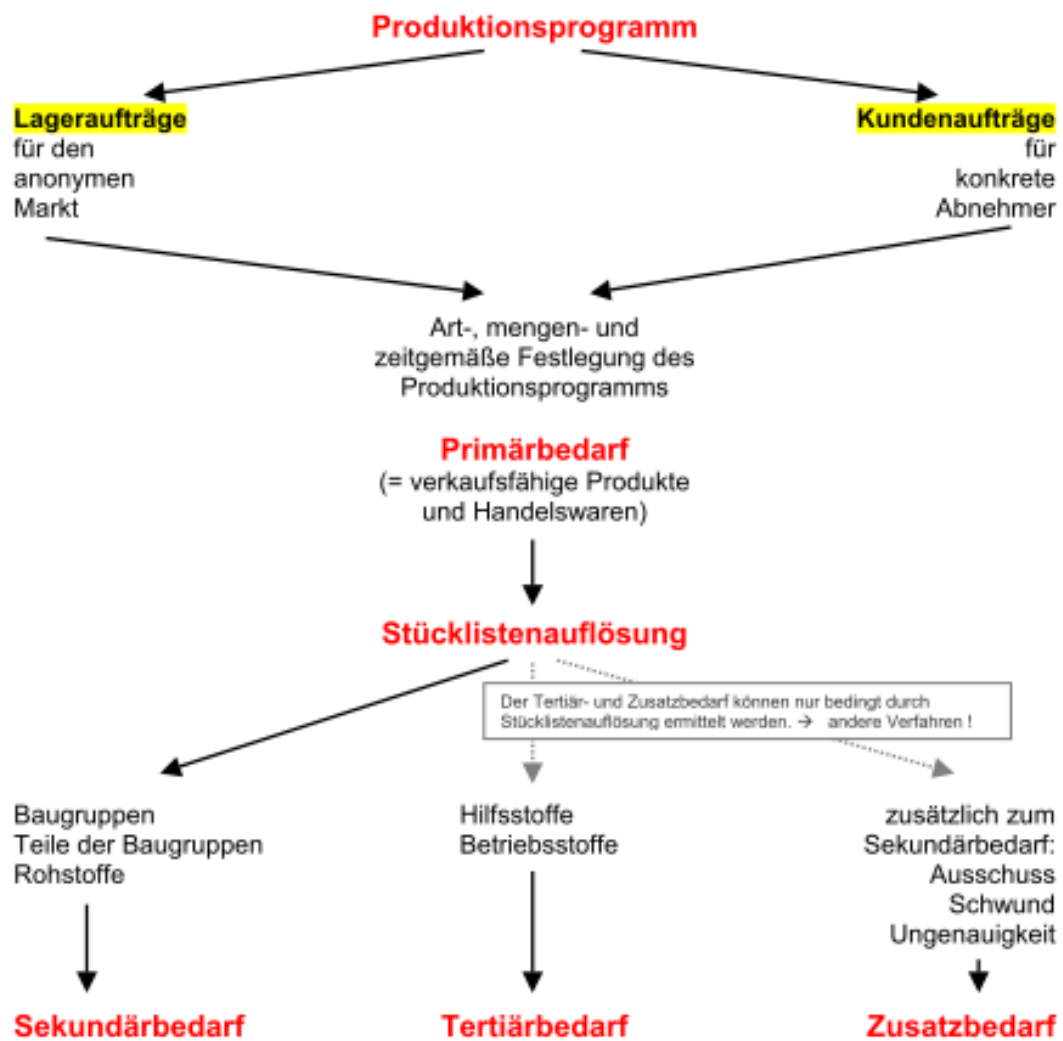 Produktionsprogramm
Lageraufträge
für den
anonymen
Markt
Kundenaufträge
für
konkrete
Abnehmer
Art-, mengen- und
zeitgemäße Festlegung des
Produktionsprogramms
Primärbedarf
(= verkaufsfähige Produkte
und Handelswaren)
Stücklistenauflösung
Der Tertiär- und Zusatzbedarf können nur bedingt durch
Stücklistenauflösung ermittelt werden. → andere Verfahren !
Baugruppen
Teile der Baugruppen
Rohstoffe
Hilfsstoffe
Betriebsstoffe
zusätzlich zum
Sekundärbedarf:
Ausschuss
Schwund
Ungenauigkeit
Sekundärbedarf
Tertiärbedarf
Zusatzbedarf